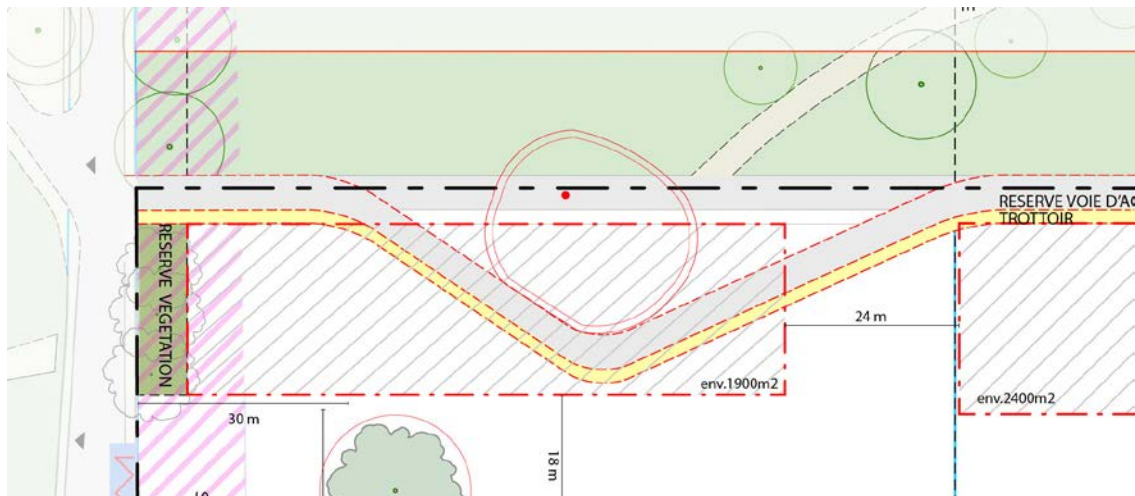 RESERVE VOIE D'AC
TROTTOIR
RESERVE VEGETATION
24 m
env.1900m2
env.2400m2
30 m
18 m